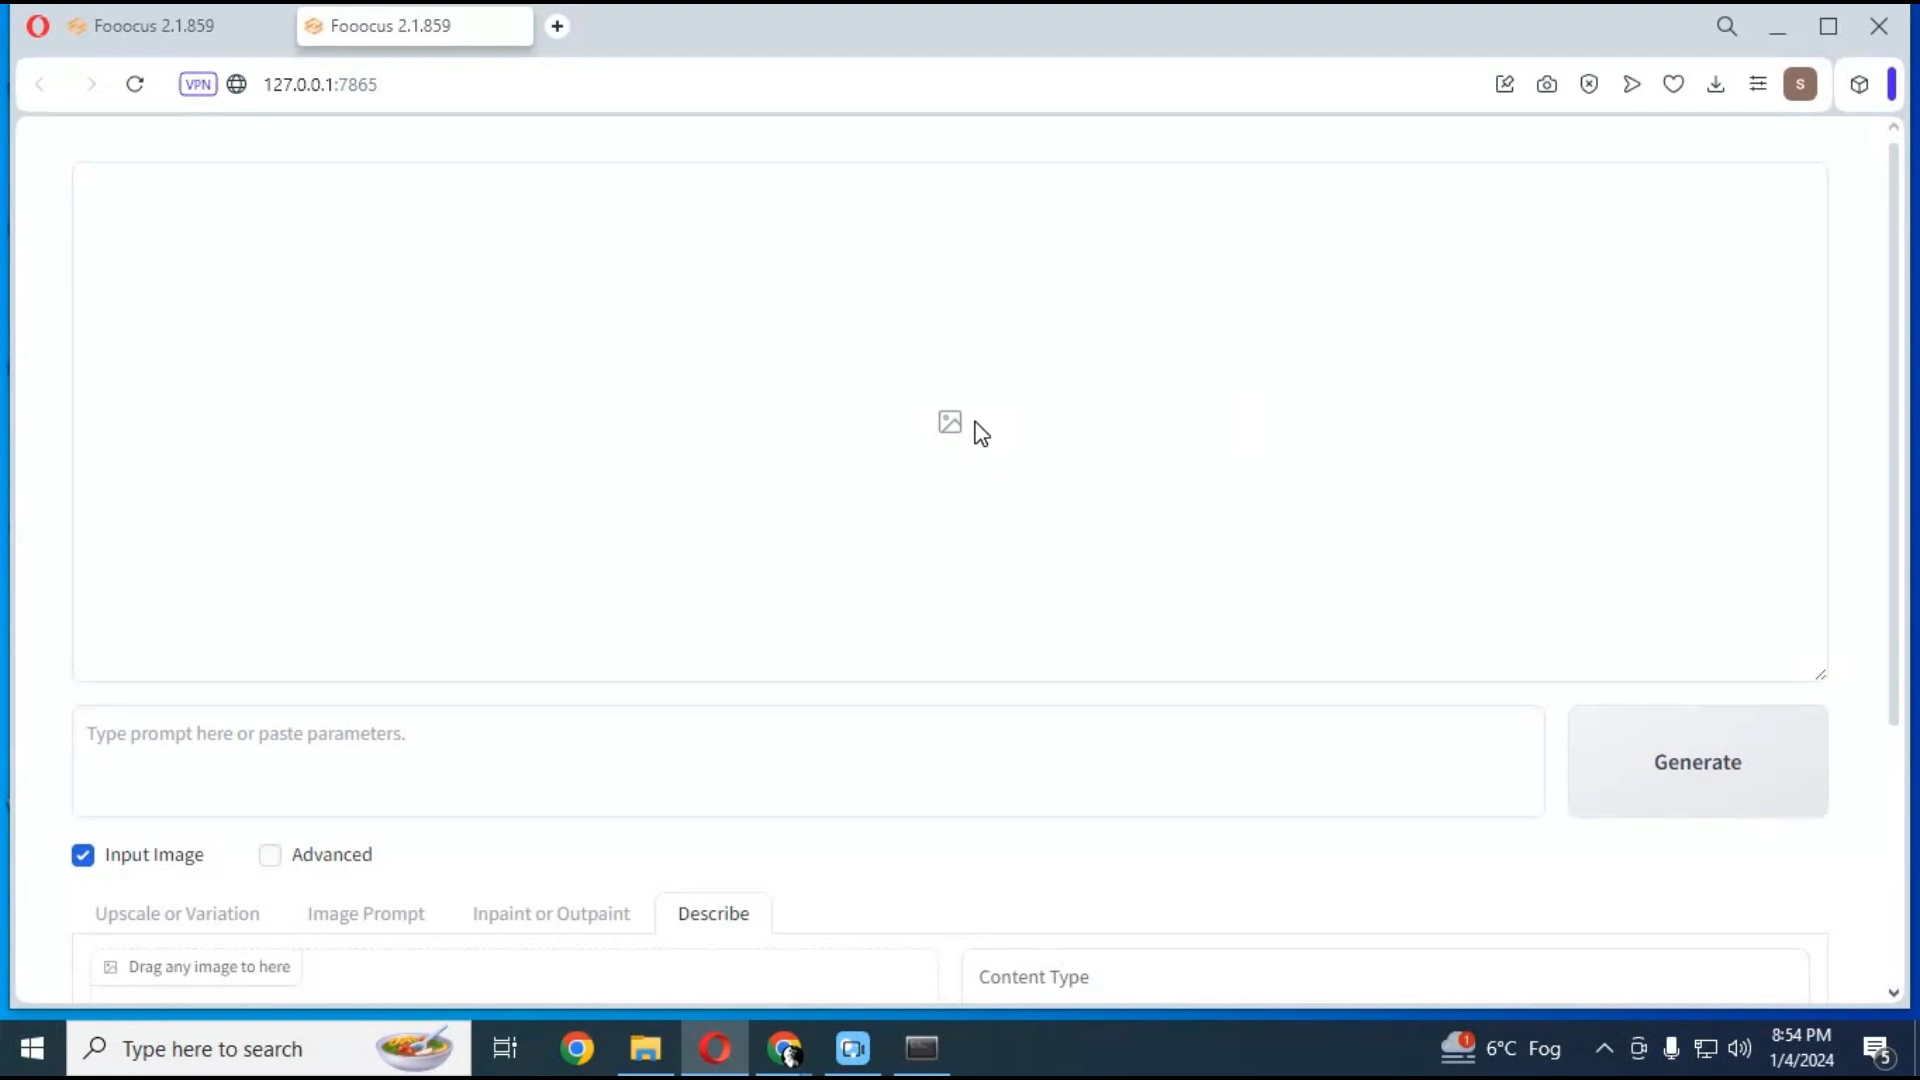 Fooocus 2.1.859
Fooocus 2.1.859
VPN
127.0.0.1:7865
S
Type prompt here or paste parameters.
Generate
Input Image
Advanced
Upscale or Variation
Image Prompt
Inpaint or Outpaint
Describe
Drag any image to here
Content Type
Type here to search
1
6°C Fog
8:54 PM
1/4/2024
5